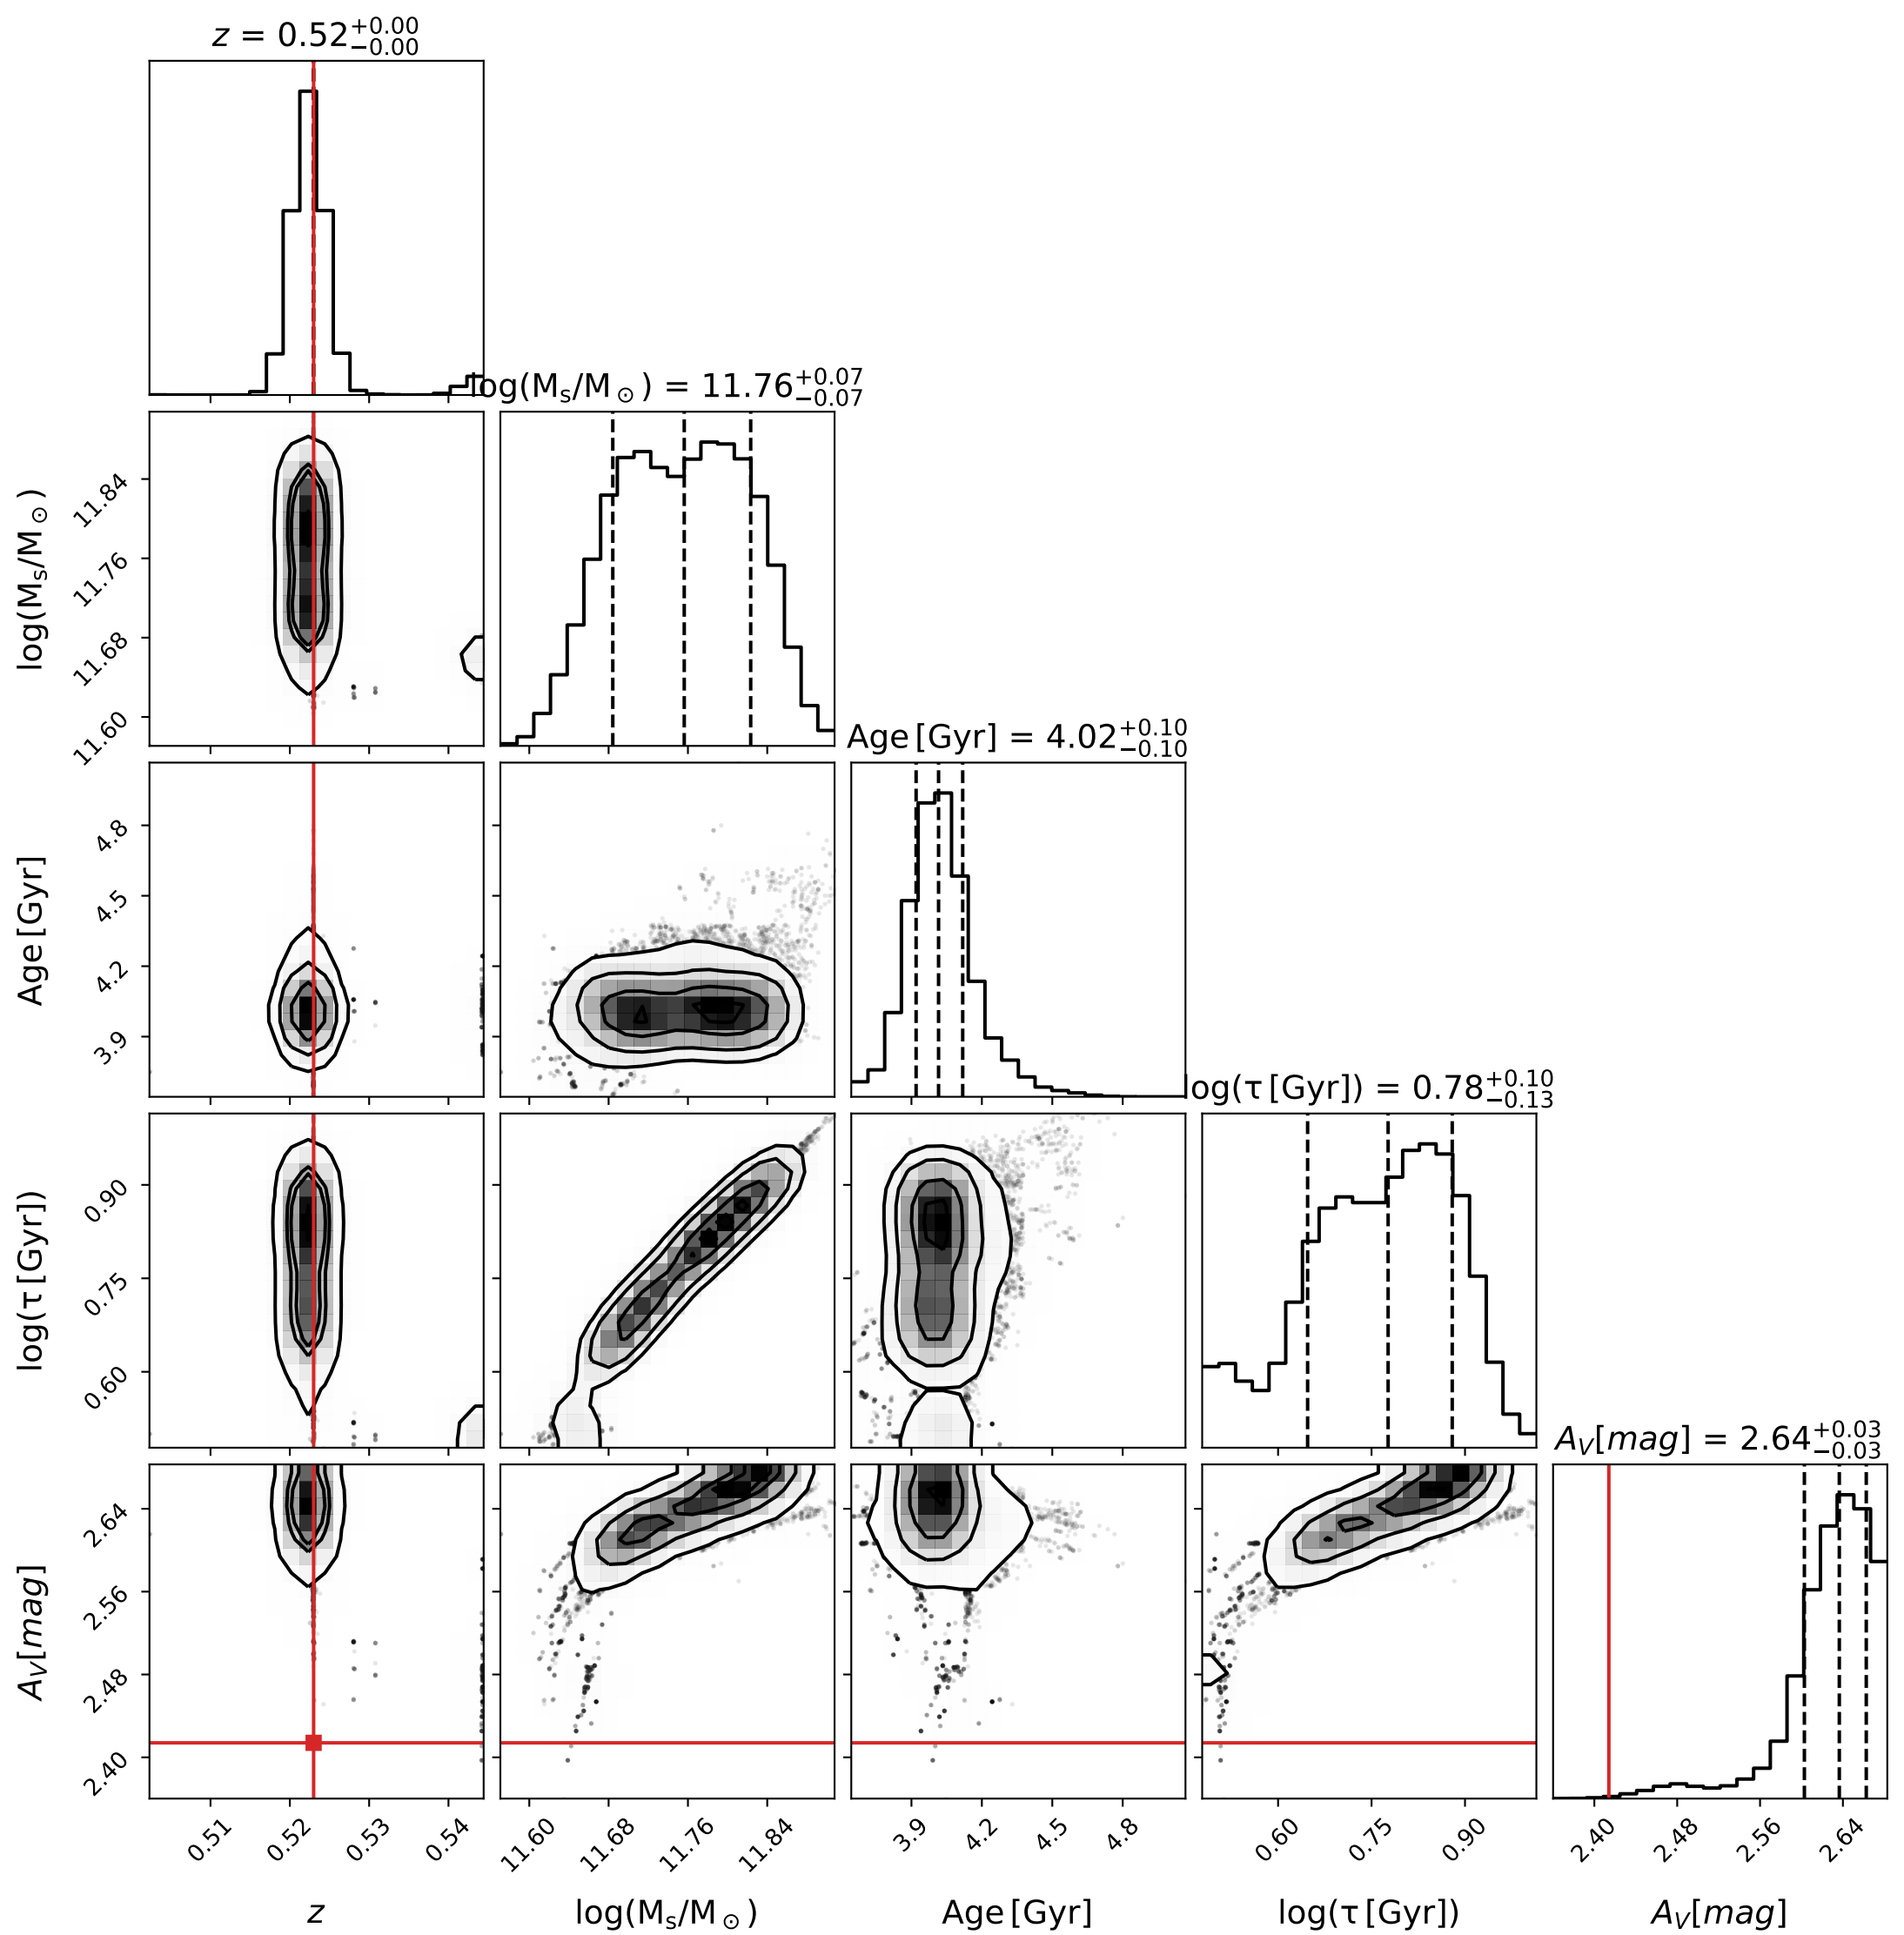 z = 0.52+0.00 −0.00
log(Ms/M⊙) = 11.76+0.07 −0.07
11.84
11.76
11.68
11.60
log(Ms/M⊙)
Age [Gyr] = 4.02+0.10 −0.10
4.8
4.5
4.2
3.9
Age [Gyr]
log(τ [Gyr]) = 0.78+0.10 −0.13
0.90
0.75
0.60
log(τ [Gyr])
AV[mag] = 2.64+0.03 −0.03
2.64
2.56
2.48
2.40
AV[mag]
0.51 0.52 0.53 0.54
11.60 11.68 11.76 11.84
3.9 4.2 4.5 4.8
0.60 0.75 0.90
2.40 2.48 2.56 2.64
z
log(Ms/M⊙)
Age [Gyr]
log(τ [Gyr])
AV[mag]